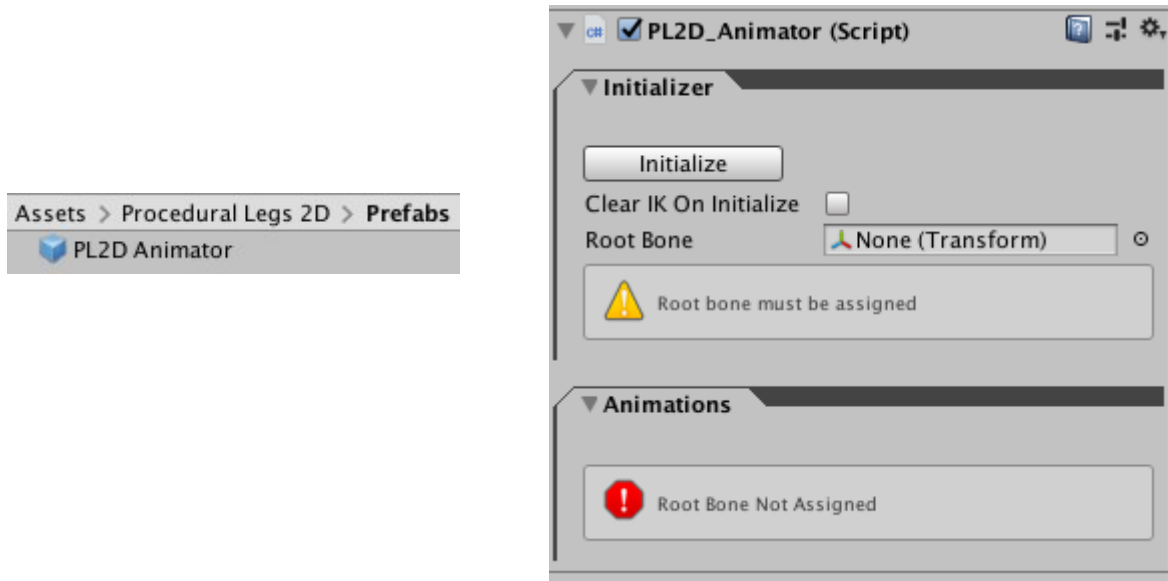 Assets > Procedural Legs 2D > Prefabs
PL2D Animator
c#
PL2D_Animator (Script)
Initializer
Initialize
Clear IK On Initialize
Root Bone
None (Transform)
Root bone must be assigned
Animations
Root Bone Not Assigned